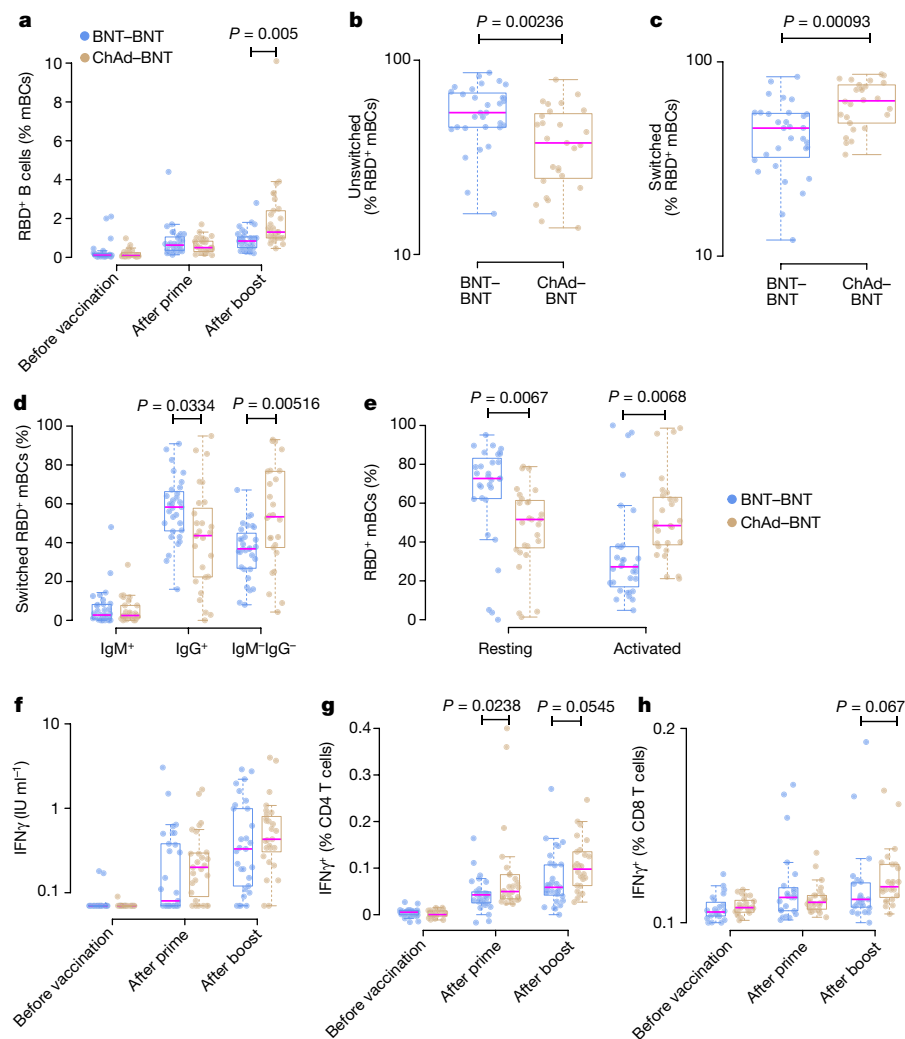 a
BNT–BNT
ChAd–BNT
P = 0.005
RBD⁺ B cells (% mBCs)
10
8
6
4
2
0
Before vaccination
After prime
After boost
b
P = 0.00236
Unswitched
(% RBD⁺ mBCs)
100
10
BNT–
BNT
ChAd–
BNT
c
P = 0.00093
Switched
(% RBD⁺ mBCs)
100
10
BNT–
BNT
ChAd–
BNT
d
P = 0.0334
P = 0.00516
Switched RBD⁺ mBCs (%)
100
80
60
40
20
0
IgM⁺
IgG⁺
IgM⁻IgG⁻
e
P = 0.0067
P = 0.0068
RBD⁺ mBCs (%)
100
80
60
40
20
0
Resting
Activated
BNT–BNT
ChAd–BNT
f
IFNγ (IU ml⁻¹)
10
1
0.1
Before vaccination
After prime
After boost
g
P = 0.0238
P = 0.0545
IFNγ⁺ (% CD4 T cells)
0.4
0.3
0.2
0.1
0
Before vaccination
After prime
After boost
h
P = 0.067
IFNγ⁺ (% CD8 T cells)
0.2
0.1
Before vaccination
After prime
After boost